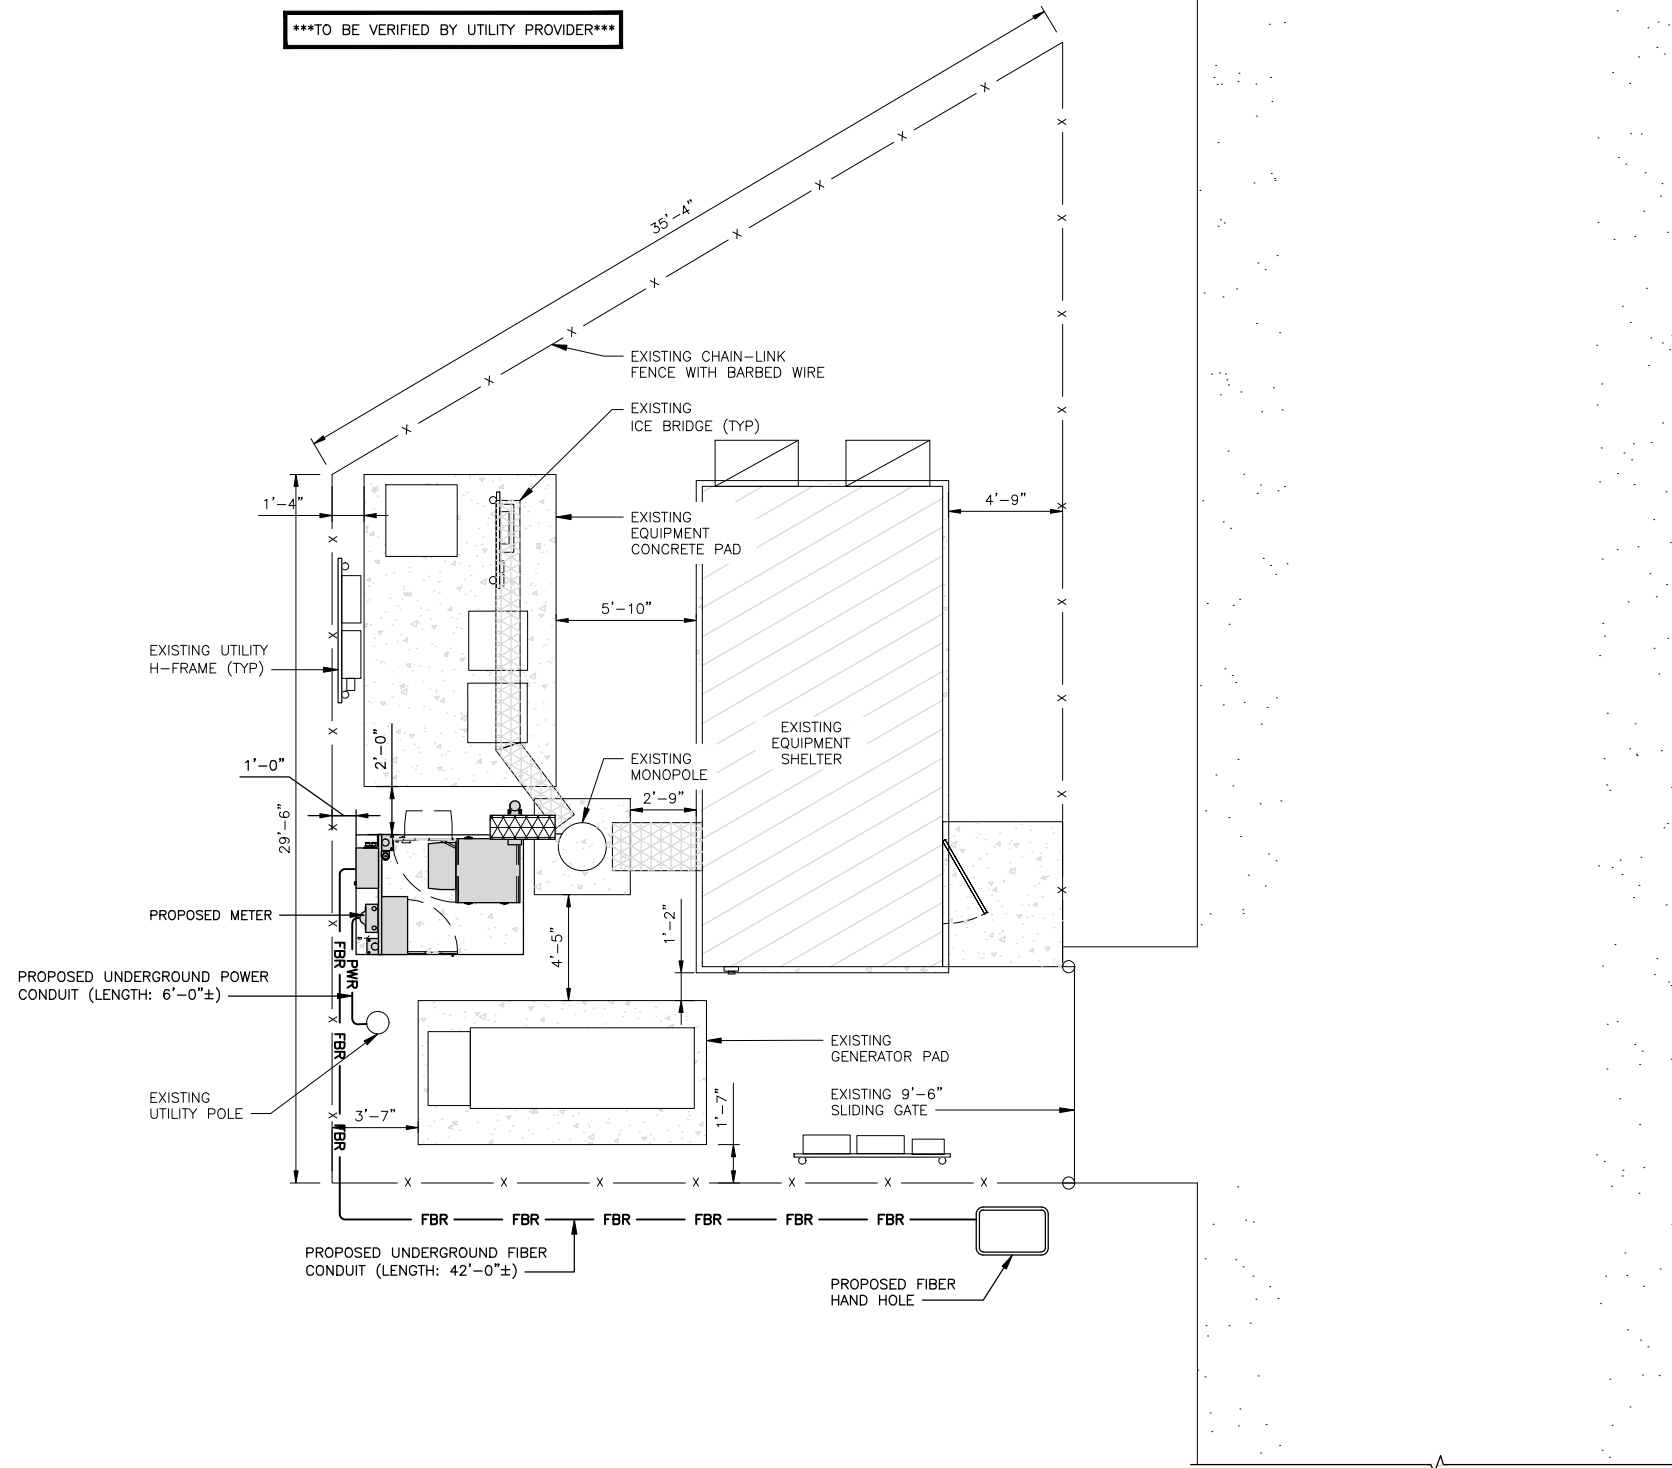 ***TO BE VERIFIED BY UTILITY PROVIDER***
35'-4"
EXISTING CHAIN-LINK
FENCE WITH BARBED WIRE
EXISTING
ICE BRIDGE (TYP)
1'-4"
4'-9"
EXISTING
EQUIPMENT
CONCRETE PAD
5'-10"
EXISTING UTILITY
H-FRAME (TYP)
EXISTING
EQUIPMENT
SHELTER
2'-0"
1'-0"
EXISTING
MONOPOLE
2'-9"
29'-6"
PROPOSED METER
1'-2"
4'-5"
FBR
PWR
PROPOSED UNDERGROUND POWER
CONDUIT (LENGTH: 6'-0"±)
FBR
EXISTING
GENERATOR PAD
EXISTING
UTILITY POLE
3'-7"
1'-7"
EXISTING 9'-6"
SLIDING GATE
FBR
X X X X X X X
FBR FBR FBR FBR FBR FBR
PROPOSED UNDERGROUND FIBER
CONDUIT (LENGTH: 42'-0"±)
PROPOSED FIBER
HAND HOLE